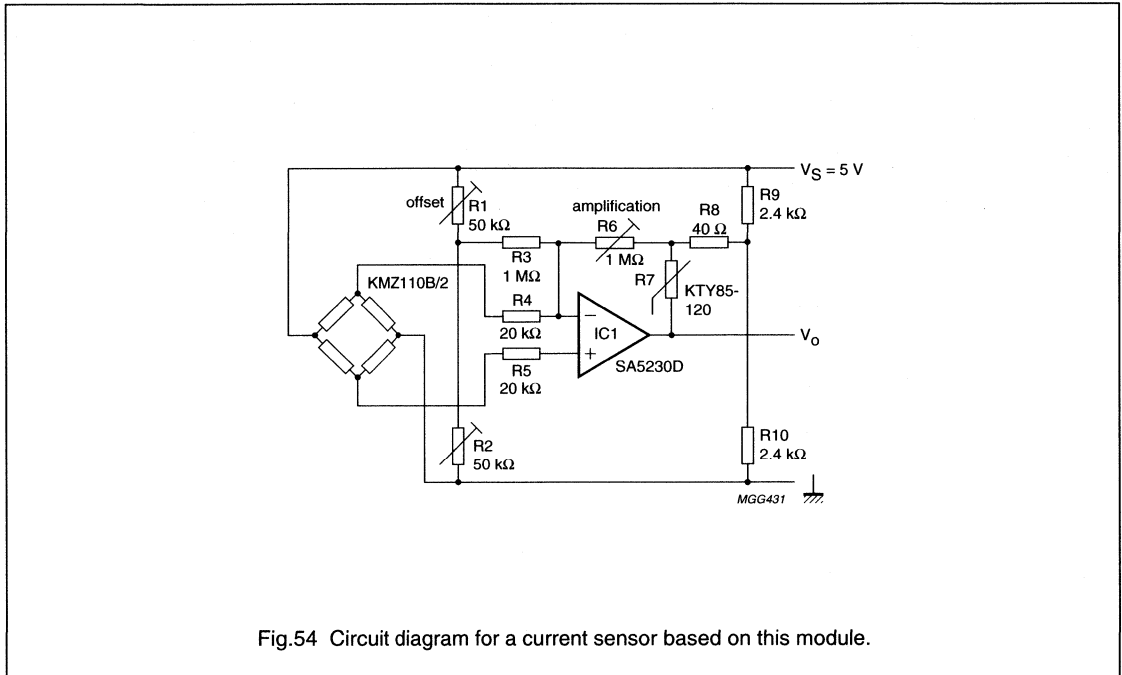 V_S = 5 V
R9
2.4 kΩ
offset
R1
50 kΩ
amplification
R6
1 MΩ
R8
40 Ω
R3
1 MΩ
R7
KTY85-
120
KMZ110B/2
R4
20 kΩ
−
IC1
+
SA5230D
V_o
R5
20 kΩ
R2
50 kΩ
R10
2.4 kΩ
MGG431
Fig.54 Circuit diagram for a current sensor based on this module.